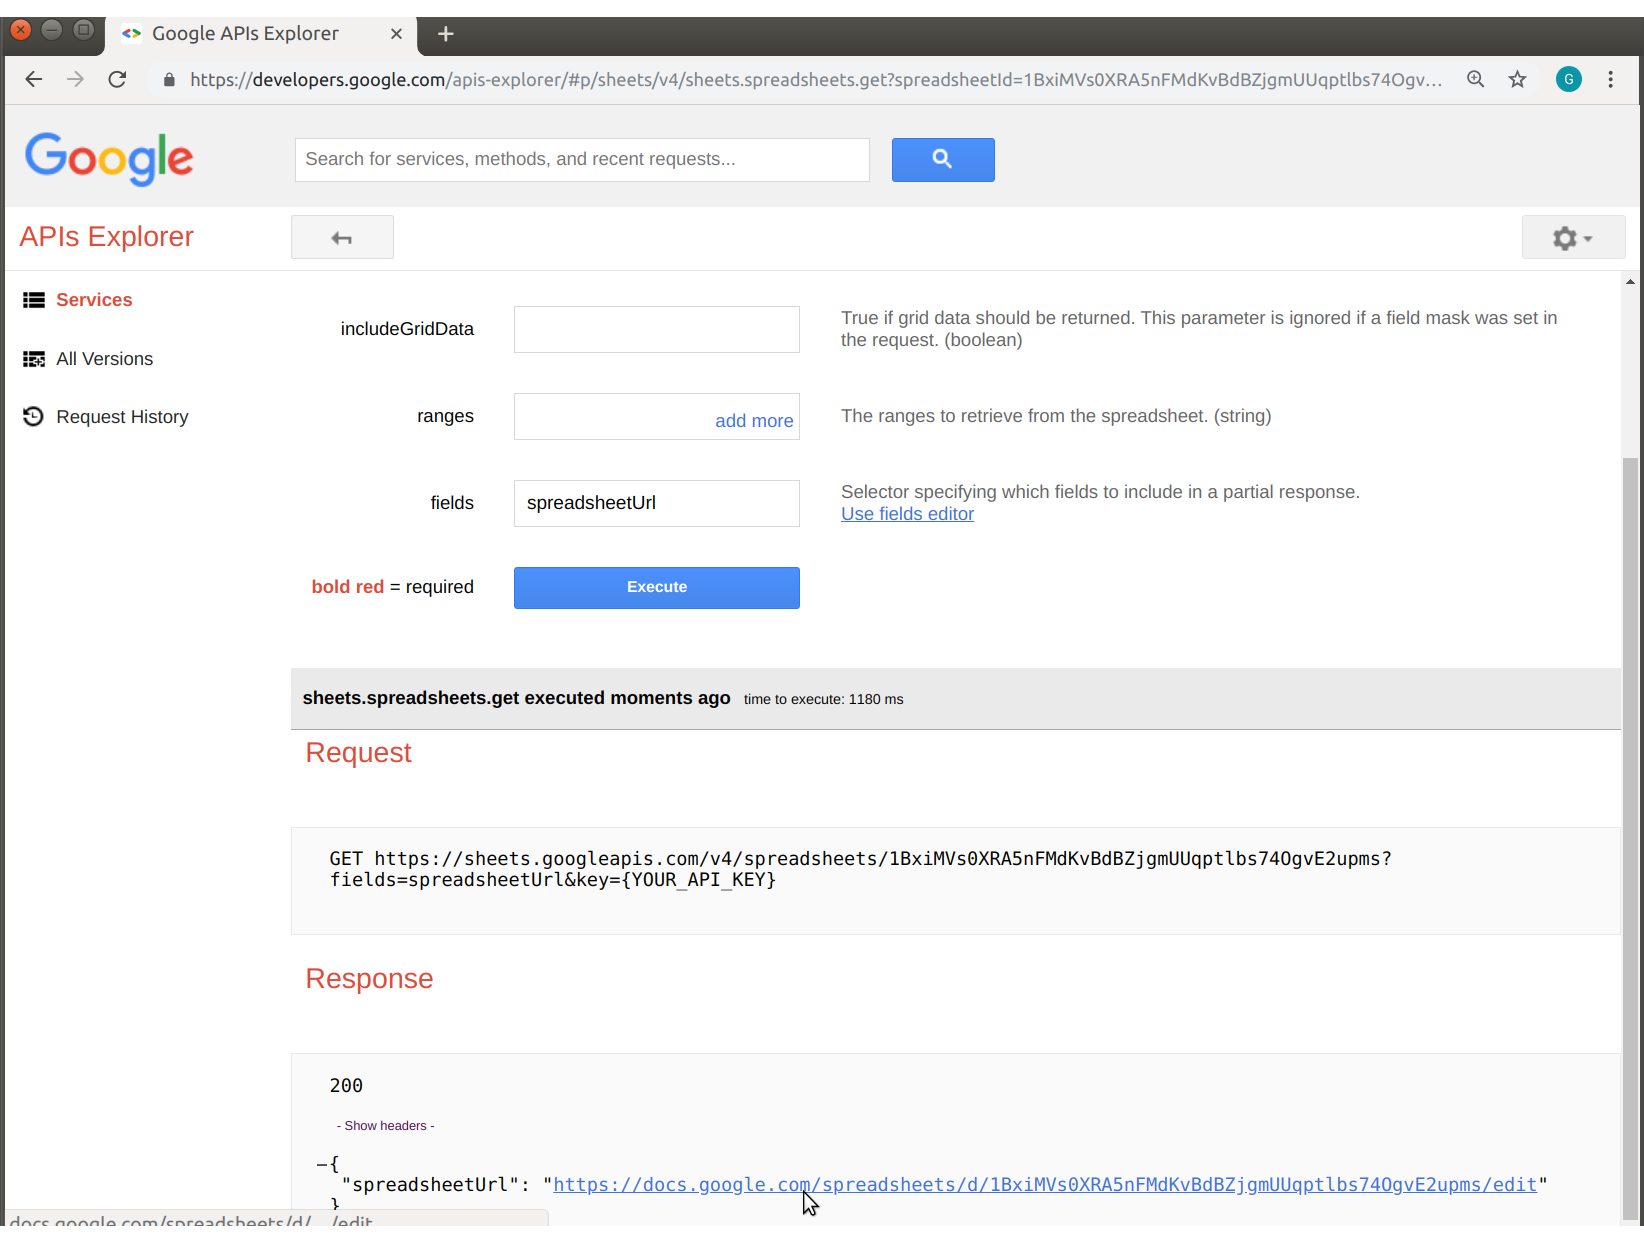 Google APIs Explorer
https://developers.google.com/apis-explorer/#p/sheets/v4/sheets.spreadsheets.get?spreadsheetId=1BxiMVs0XRA5nFMdKvBdBZjgmUUqptlbs74Ogv...
G
Google
Search for services, methods, and recent requests...
APIs Explorer
Services
All Versions
Request History
includeGridData
True if grid data should be returned. This parameter is ignored if a field mask was set in
the request. (boolean)
ranges
add more
The ranges to retrieve from the spreadsheet. (string)
fields
spreadsheetUrl
Selector specifying which fields to include in a partial response.
Use fields editor
bold red = required
Execute
sheets.spreadsheets.get executed moments ago time to execute: 1180 ms
Request
GET https://sheets.googleapis.com/v4/spreadsheets/1BxiMVs0XRA5nFMdKvBdBZjgmUUqptlbs74OgvE2upms?
fields=spreadsheetUrl&key={YOUR_API_KEY}
Response
200
- Show headers -
{
"spreadsheetUrl": "https://docs.google.com/spreadsheets/d/1BxiMVs0XRA5nFMdKvBdBZjgmUUqptlbs74OgvE2upms/edit"
}
docs.google.com/spreadsheets/d/.../edit